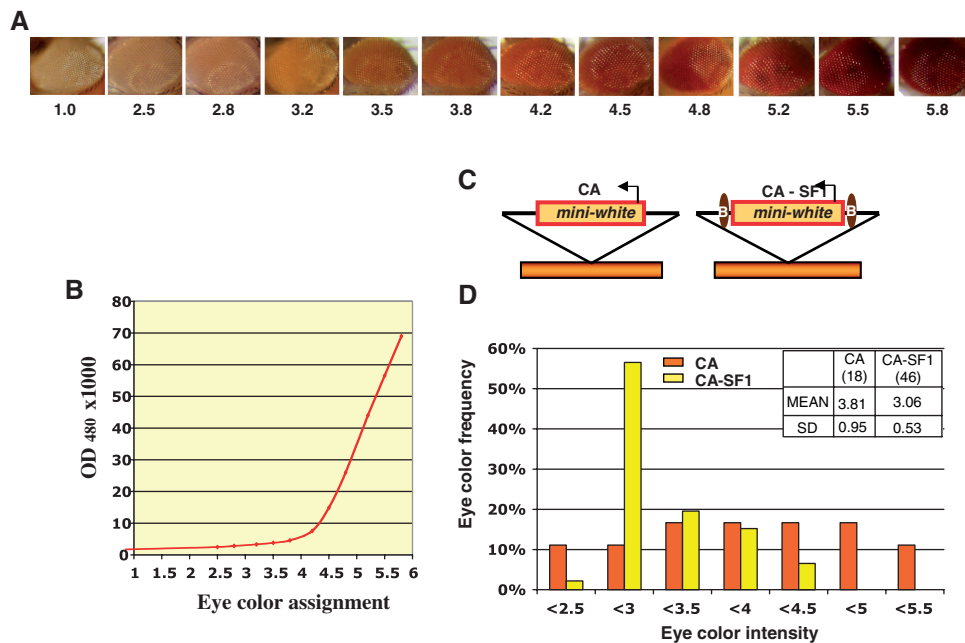 A
1.0 2.5 2.8 3.2 3.5 3.8 4.2 4.5 4.8 5.2 5.5 5.8
C
CA
mini-white
CA - SF1
B mini-white B
B
80
70
60
50
40
30
20
10
0
OD 480 x1000
1 1.5 2 2.5 3 3.5 4 4.5 5 5.5 6
Eye color assignment
D
60%
50%
40%
30%
20%
10%
0%
Eye color frequency
CA
CA-SF1
CA CA-SF1
(18) (46)
MEAN 3.81 3.06
SD 0.95 0.53
<2.5 <3 <3.5 <4 <4.5 <5 <5.5
Eye color intensity